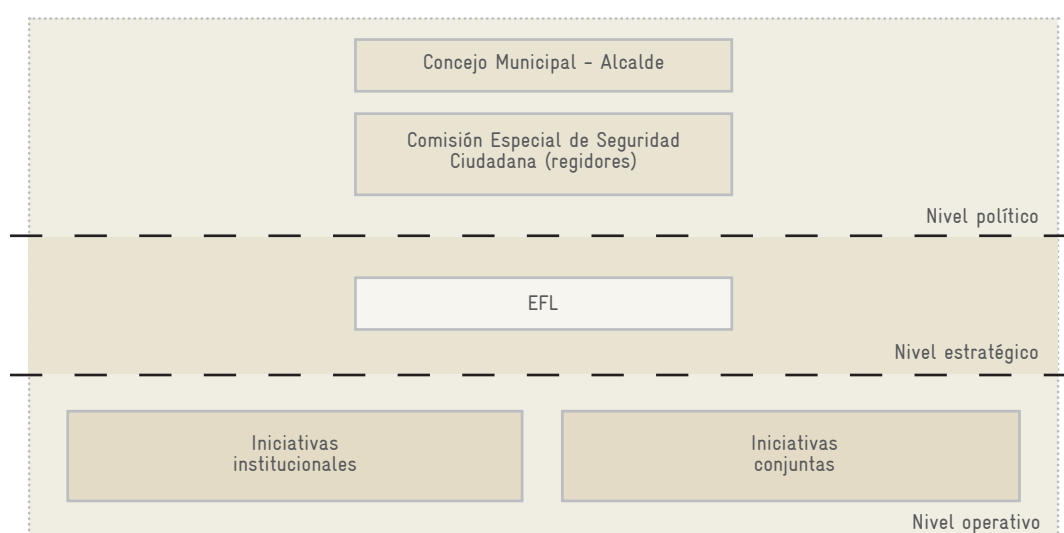 Concejo Municipal - Alcalde
Comisión Especial de Seguridad
Ciudadana (regidores)
Nivel político
EFL
Nivel estratégico
Iniciativas
institucionales
Iniciativas
conjuntas
Nivel operativo